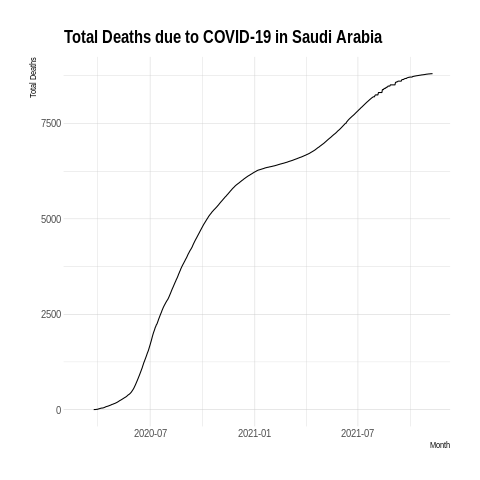 Total Deaths due to COVID-19 in Saudi Arabia
Total Deaths
7500
5000
2500
0
2020-07
2021-01
2021-07
Month